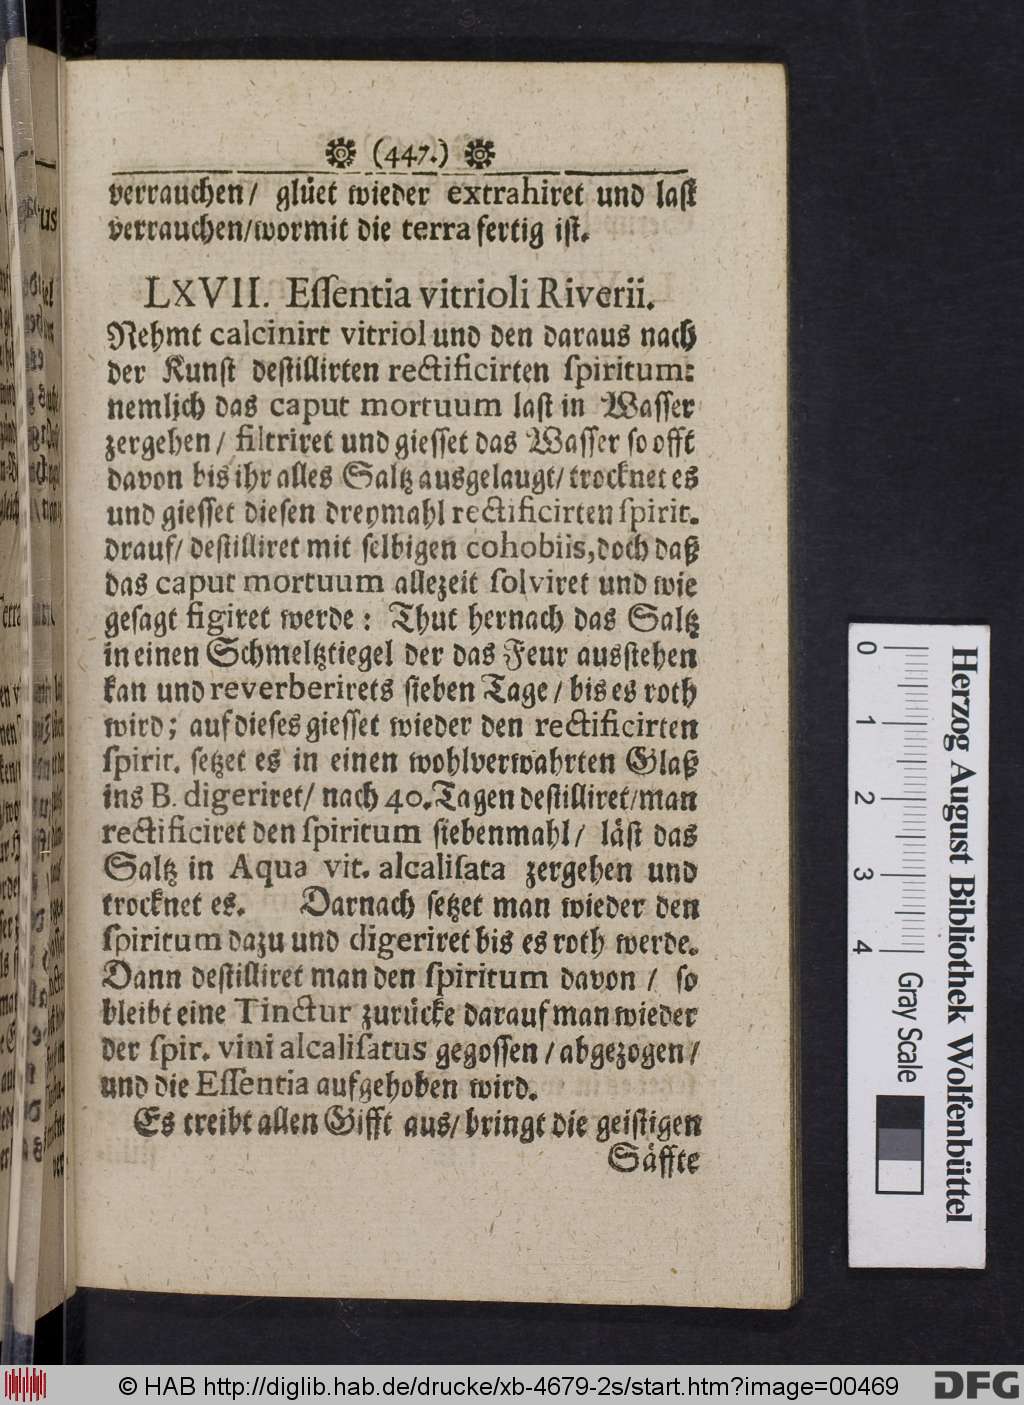 (447.)
verrauchen/ glüet wieder extrahiret und last
verrauchen/wormit die terra fertig ist.
LXVII. Eſſentia vitrioli Riverii.
Nehmt calcinirt vitriol und den daraus nach
der Kunſt deſtillirten rectificirten ſpiritum:
nemlich das caput mortuum laſt in Waſſer
zergehen/ filtriret und gieſſet das Waſſer ſo offt
davon bis ihr alles Saltz ausgelaugt/ trocknet es
und gieſſet dieſen dreymahl rectificirten ſpirit.
drauf/ deſtilliret mit ſelbigen cohobiis, doch daß
das caput mortuum allezeit ſolviret und wie
geſagt figiret werde: Thut hernach das Saltz
in einen Schmeltztiegel der das Feur ausſtehen
kan und reverberirets ſieben Tage/ bis es roth
wird; auf dieſes gieſſet wieder den rectificirten
ſpirit. ſetzet es in einen wohlverwahrten Glaß
ins B. digeriret/ nach 40. Tagen deſtilliret/man
rectificiret den ſpiritum ſiebenmahl/ läſt das
Saltz in Aqua vit. alcaliſata zergehen und
trocknet es. Darnach ſetzet man wieder den
ſpiritum dazu und digeriret bis es roth werde.
Dann deſtilliret man den ſpiritum davon/ ſo
bleibt eine Tinctur zurücke darauf man wieder
der ſpir. vini alcaliſatus gegoſſen/abgezogen/
und die Eſſentia aufgehoben wird.
Es treibt allen Gifft aus/ bringt die geiſtigen
Säffte
0 1 2 3 4
Herzog August Bibliothek Wolfenbüttel
Gray Scale
© HAB http://diglib.hab.de/drucke/xb-4679-2s/start.htm?image=00469
DFG